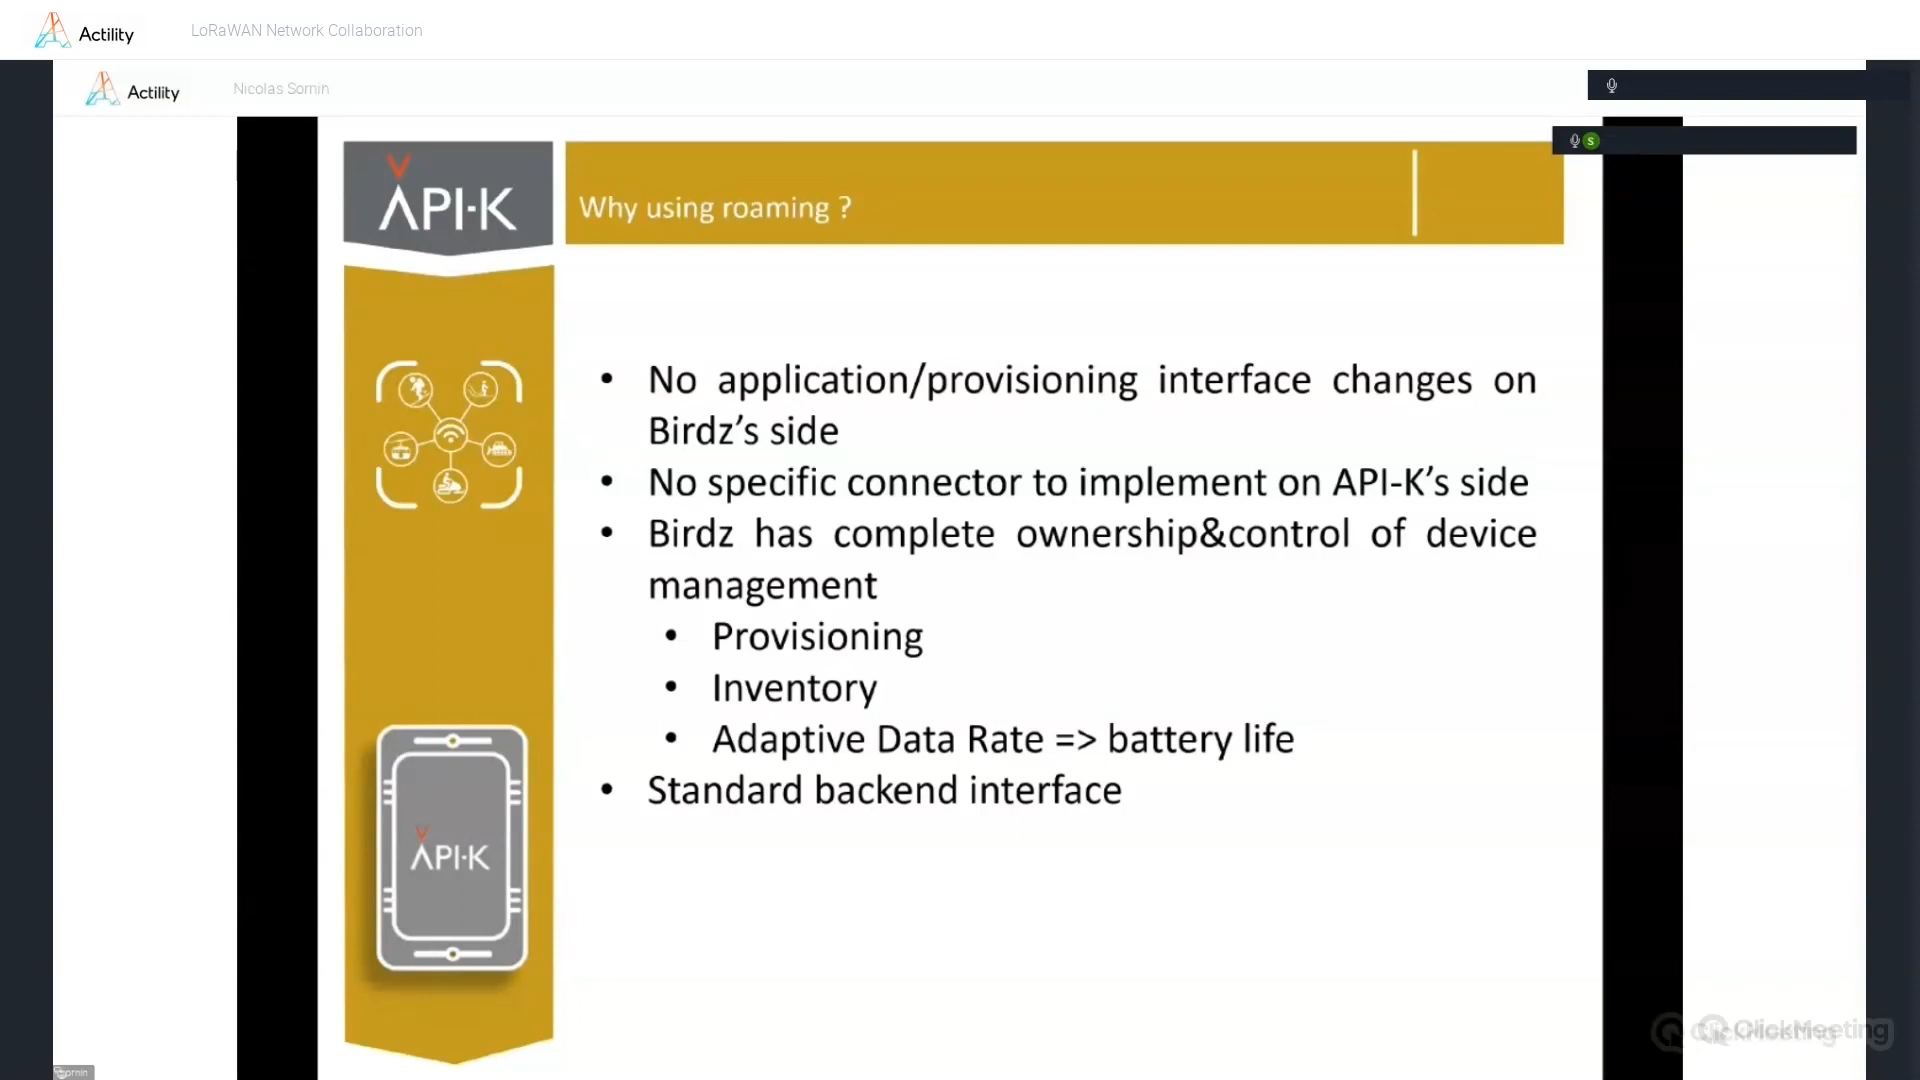 Actility
LoRaWAN Network Collaboration
Actility
Nicolas Sornin
S
API-K
Why using roaming ?
• No application/provisioning interface changes on
Birdz’s side
• No specific connector to implement on API-K’s side
• Birdz has complete ownership&control of device
management
• Provisioning
• Inventory
• Adaptive Data Rate => battery life
• Standard backend interface
API-K
ClickMeeting